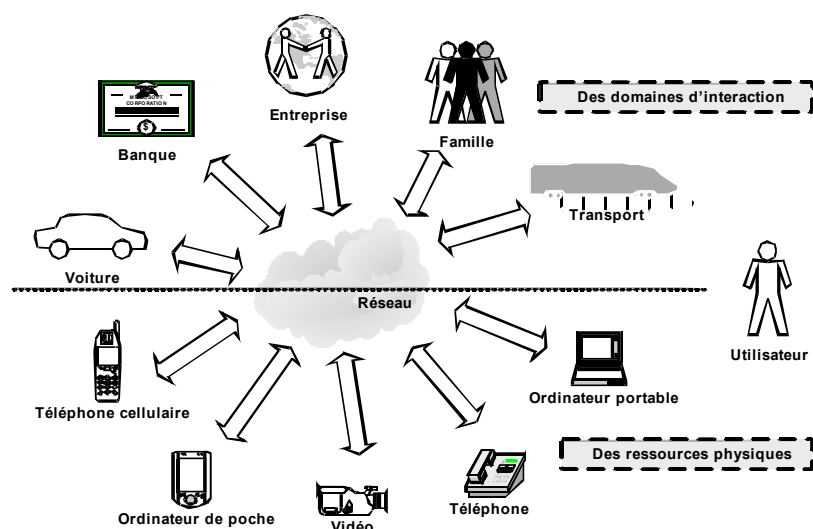 Entreprise
MICROSOFT
CORPORATION
$
Banque
Famille
Des domaines d'interaction
Transport
Voiture
Réseau
Utilisateur
Téléphone cellulaire
Ordinateur portable
Des ressources physiques
Ordinateur de poche
Vidéo
Téléphone